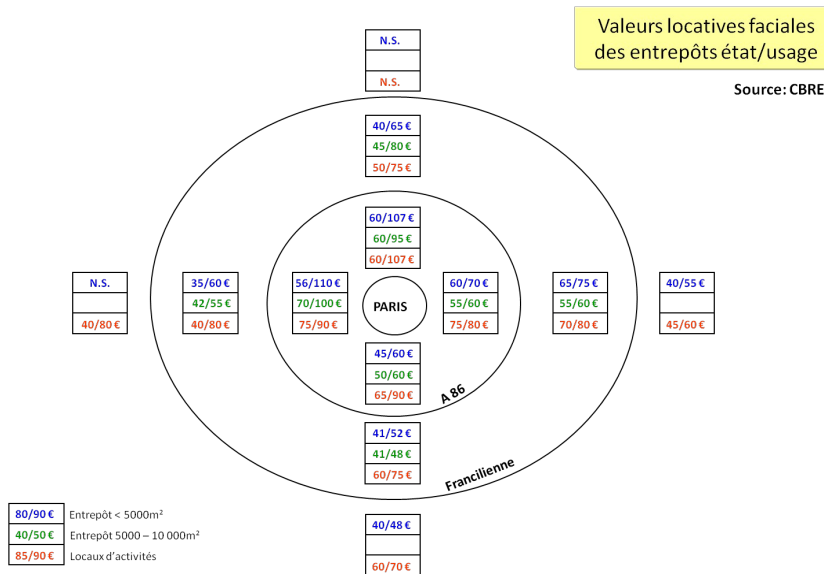 Valeurs locatives faciales
des entrepôts état/usage
Source: CBRE
N.S.
N.S.
40/65 €
45/80 €
50/75 €
60/107 €
60/95 €
60/107 €
N.S.
40/80 €
35/60 €
42/55 €
40/80 €
56/110 €
70/100 €
75/90 €
PARIS
60/70 €
55/60 €
75/80 €
65/75 €
55/60 €
70/80 €
40/55 €
45/60 €
45/60 €
50/60 €
65/90 €
A 86
41/52 €
41/48 €
60/75 €
Francilienne
40/48 €
60/70 €
80/90 € Entrepôt < 5000m²
40/50 € Entrepôt 5000 – 10 000m²
85/90 € Locaux d'activités